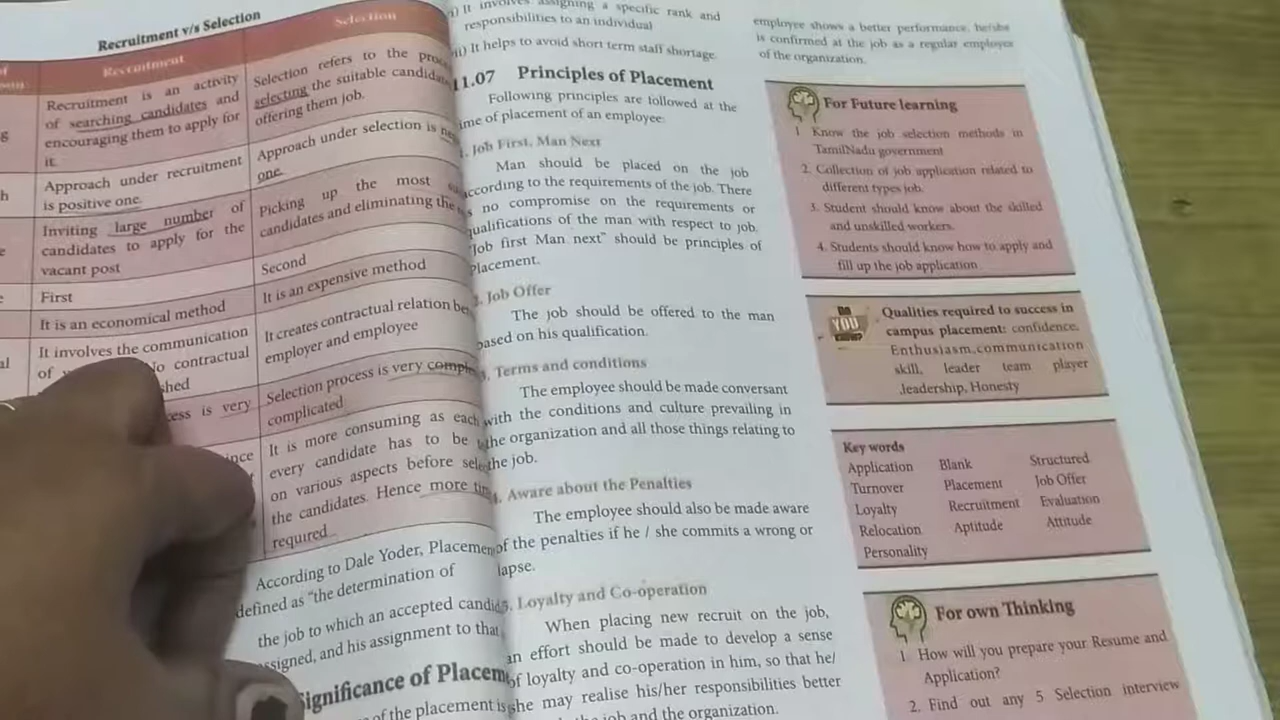 Recruitment v/s Selection
Recruitment
Selection
Recruitment is an activity
of searching candidates and
encouraging them to apply for
it.
Selection refers to the
selecting the suitable
offering them job.
Approach under recruitment
is positive one.
Approach under selection is
one.
Inviting large number of
candidates to apply for the
vacant post
Picking up the most
candidates and eliminating the
First
Second
It is an economical method
It is an expensive method
It involves the communication
of
No contractual
It creates contractual relation
employer and employee
is very
Selection process is very
complicated
It is more consuming as each
every candidate has to be
on various aspects before
the candidates. Hence more
required
According to Dale Yoder,
defined as "the determination of
the job to which an accepted
and his assignment to that
of the placement is
It involves assigning a specific rank and
responsibilities to an individual
It helps to avoid short term staff shortage.
11.07 Principles of Placement
Following principles are followed at the
of placement of an employee:
Job First, Man Next
Man should be placed on the job
according to the requirements of the job. There
no compromise on the requirements or
qualifications of the man with respect to job.
"Job first Man next" should be principles of
Placement.
Job Offer
The job should be offered to the man
based on his qualification.
Terms and conditions
The employee should be made conversant
with the conditions and culture prevailing in
the organization and all those things relating to
the job.
Aware about the Penalties
The employee should also be made aware
of the penalties if he / she commits a wrong or
lapse.
Loyalty and Co-operation
When placing new recruit on the job,
an effort should be made to develop a sense
of loyalty and co-operation in him, so that he/
she may realise his/her responsibilities better
job and the organization.
employee shows a better performance, he/she
is confirmed at the job as a regular employee
of the organization.
For Future learning
1 Know the job selection methods in
TamilNadu government
2. Collection of job application related to
different types job.
3. Student should know about the skilled
and unskilled workers.
4. Students should know how to apply and
fill up the job application
DO
YOU
KNOW?
Qualities required to success in
campus placement: confidence,
Enthusiasm,communication
skill, leader team player
,leadership, Honesty
Key words
Application Blank Structured
Turnover Placement Job Offer
Loyalty Recruitment Evaluation
Relocation Aptitude Attitude
Personality
For own Thinking
1. How will you prepare your Resume and
Application?
2. Find out any 5 Selection interview